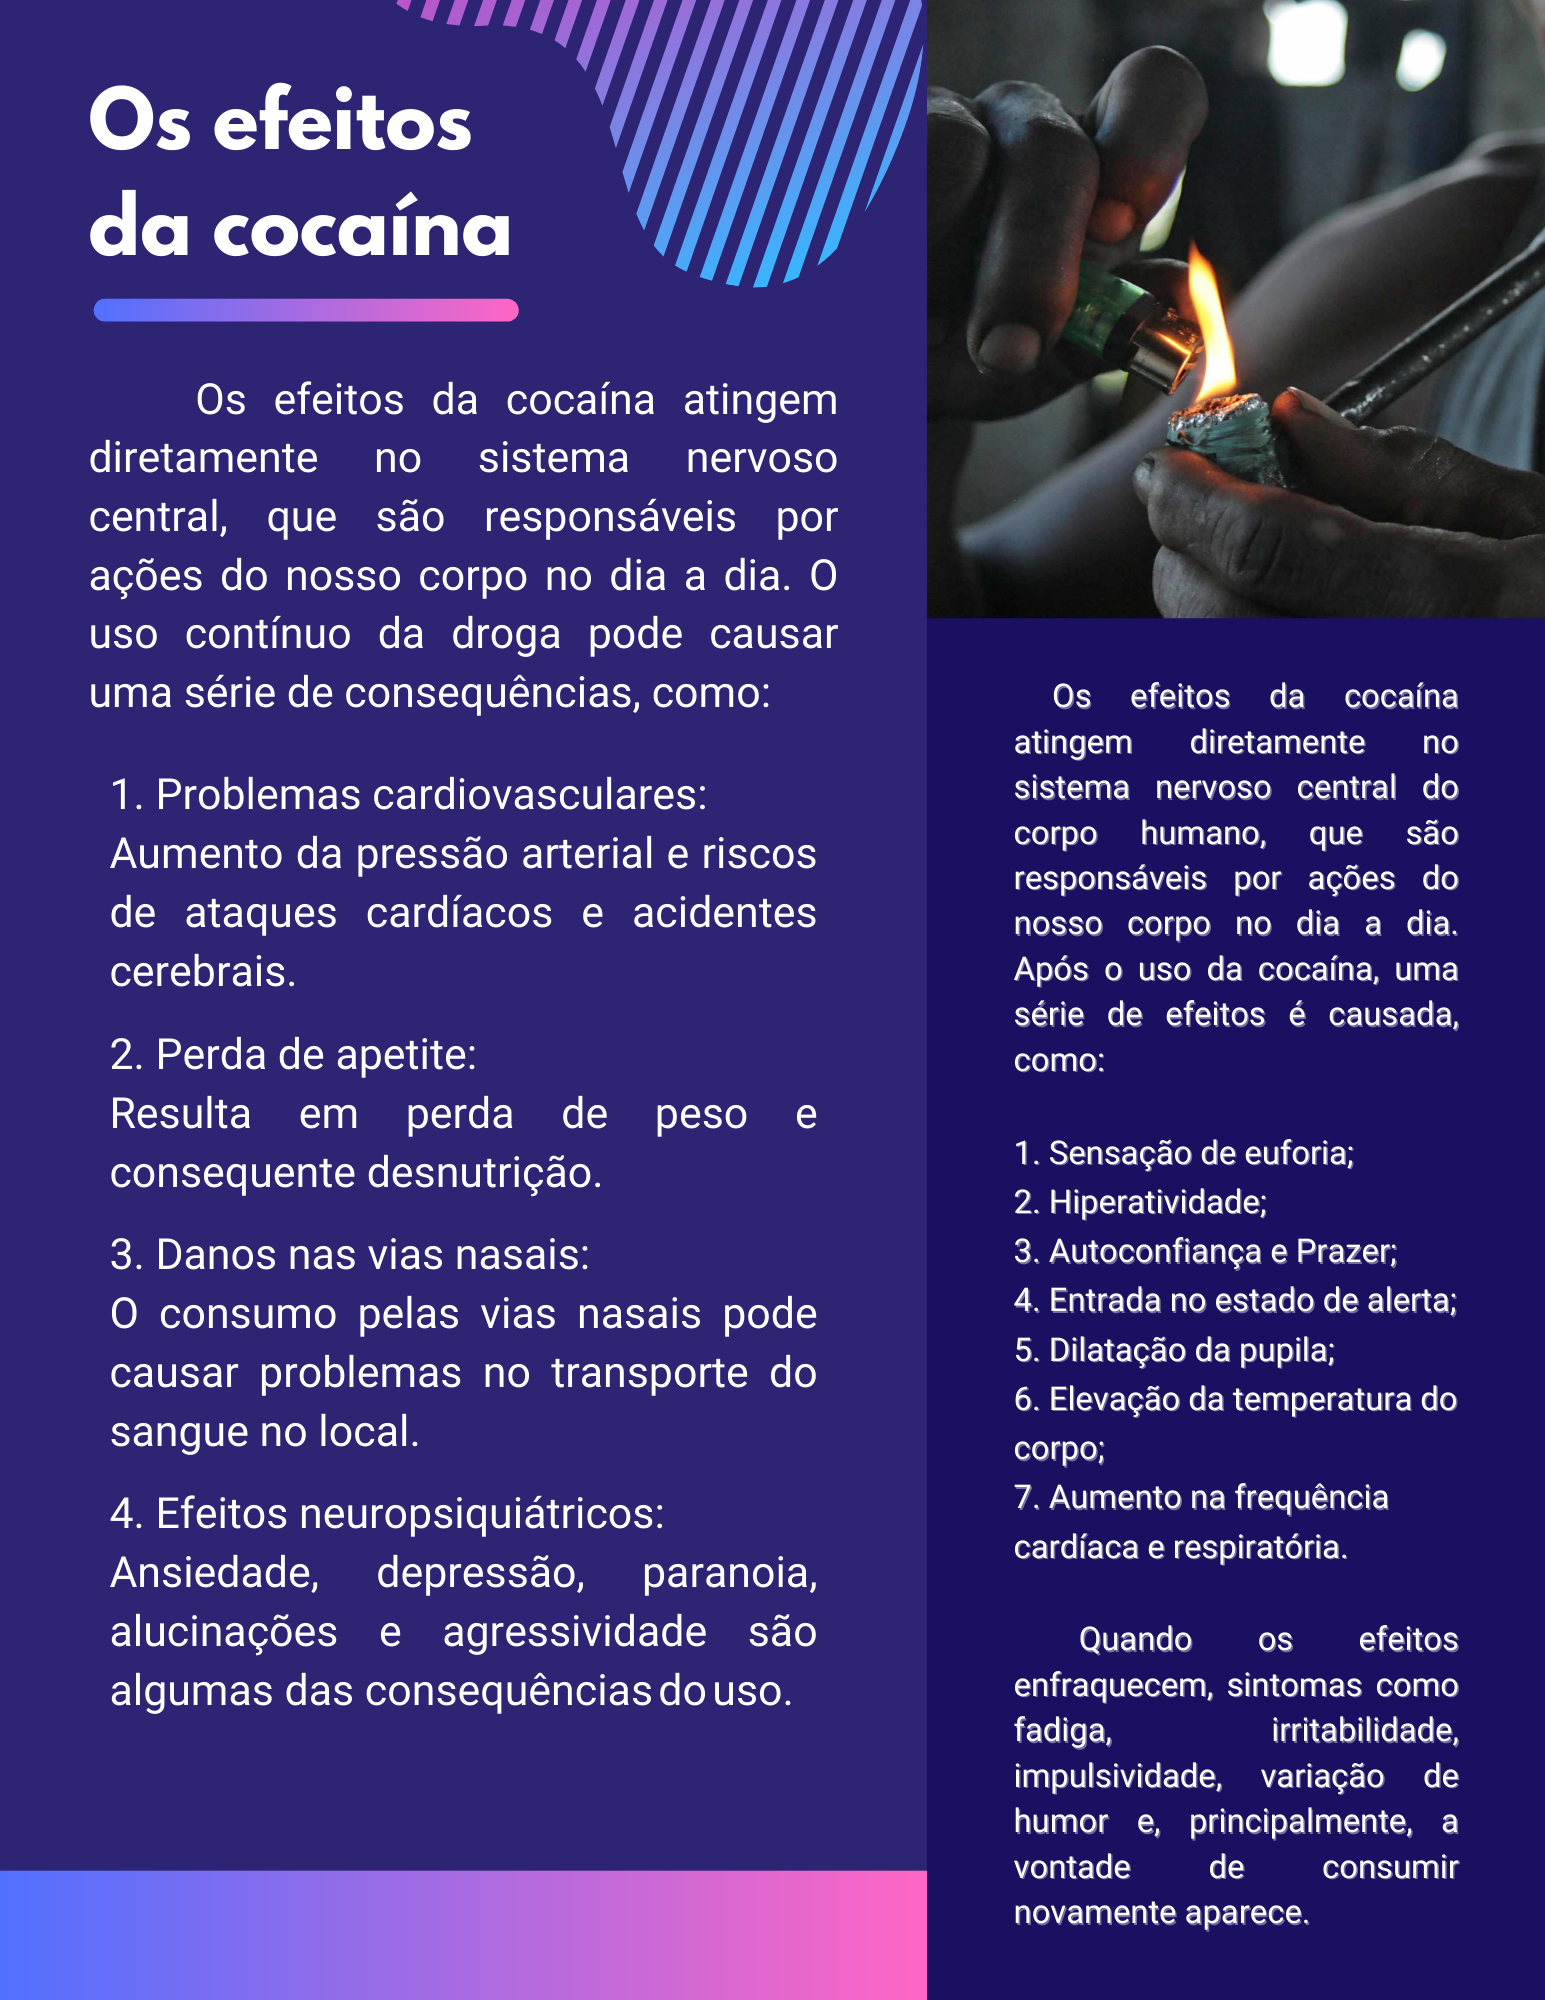 Os efeitos
da cocaína
Os efeitos da cocaína atingem
diretamente no sistema nervoso
central, que são responsáveis por
ações do nosso corpo no dia a dia. O
uso contínuo da droga pode causar
uma série de consequências, como:
1. Problemas cardiovasculares:
Aumento da pressão arterial e riscos
de ataques cardíacos e acidentes
cerebrais.
2. Perda de apetite:
Resulta em perda de peso e
consequente desnutrição.
3. Danos nas vias nasais:
O consumo pelas vias nasais pode
causar problemas no transporte do
sangue no local.
4. Efeitos neuropsiquiátricos:
Ansiedade, depressão, paranoia,
alucinações e agressividade são
algumas das consequências do uso.
Os efeitos da cocaína
atingem diretamente no
sistema nervoso central do
corpo humano, que são
responsáveis por ações do
nosso corpo no dia a dia.
Após o uso da cocaína, uma
série de efeitos é causada,
como:
1. Sensação de euforia;
2. Hiperatividade;
3. Autoconfiança e Prazer;
4. Entrada no estado de alerta;
5. Dilatação da pupila;
6. Elevação da temperatura do
corpo;
7. Aumento na frequência
cardíaca e respiratória.
Quando os efeitos
enfraquecem, sintomas como
fadiga, irritabilidade,
impulsividade, variação de
humor e, principalmente, a
vontade de consumir
novamente aparece.